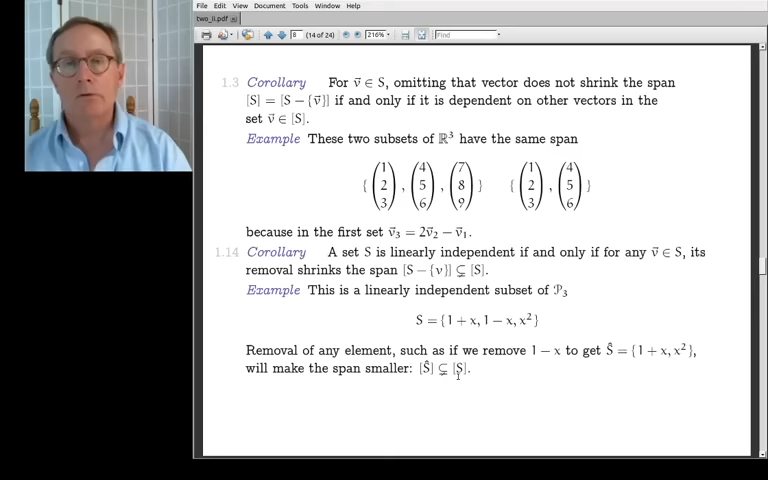 File Edit View Document Tools Window Help
two_ii.pdf
8 (14 of 24) 216% Find
1.3 Corollary For v⃗ ∈ S, omitting that vector does not shrink the span
[S] = [S − {v⃗}] if and only if it is dependent on other vectors in the
set v⃗ ∈ [S].
Example These two subsets of ℝ³ have the same span
{ (1 2 3), (4 5 6), (7 8 9) } { (1 2 3), (4 5 6) }
because in the first set v⃗₃ = 2v⃗₂ − v⃗₁.
1.14 Corollary A set S is linearly independent if and only if for any v⃗ ∈ S, its
removal shrinks the span [S − {v}] ⊊ [S].
Example This is a linearly independent subset of 𝒫₃
S = {1 + x, 1 − x, x²}
Removal of any element, such as if we remove 1 − x to get Ŝ = {1 + x, x²},
will make the span smaller: [Ŝ] ⊊ [S].